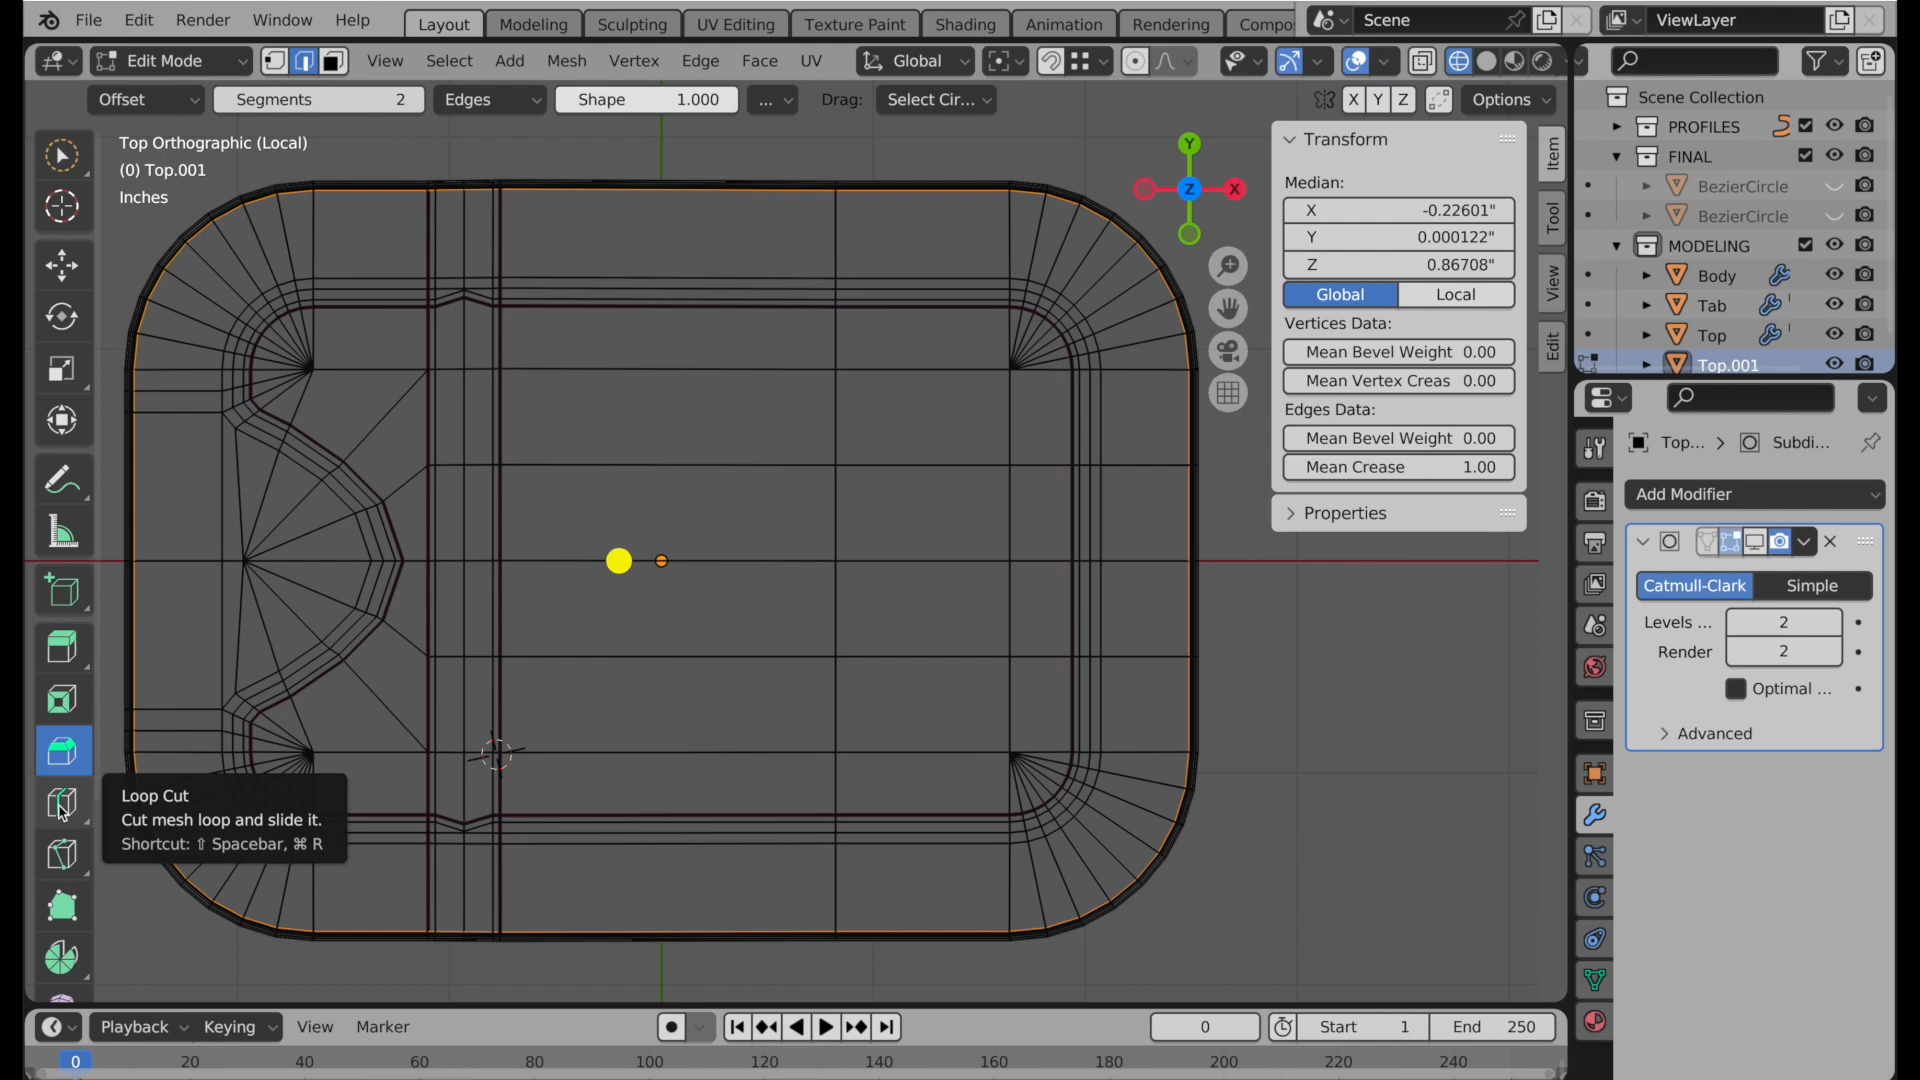 File Edit Render Window Help Layout Modeling Sculpting UV Editing Texture Paint Shading Animation Rendering Compo Scene ViewLayer
Edit Mode View Select Add Mesh Vertex Edge Face UV Global
Offset Segments 2 Edges Shape 1.000 ... Drag: Select Cir... X Y Z Options
Top Orthographic (Local)
(0) Top.001
Inches
Y
Z
X
Transform
Median:
X -0.22601"
Y 0.000122"
Z 0.86708"
Global Local
Vertices Data:
Mean Bevel Weight 0.00
Mean Vertex Creas 0.00
Edges Data:
Mean Bevel Weight 0.00
Mean Crease 1.00
Properties
Item
Tool
View
Edit
Scene Collection
PROFILES
FINAL
BezierCircle
BezierCircle
MODELING
Body
Tab
Top
Top.001
Top... Subdi...
Add Modifier
Catmull-Clark Simple
Levels ... 2
Render 2
Optimal ...
Advanced
Loop Cut
Cut mesh loop and slide it.
Shortcut: ⇧ Spacebar, ⌘ R
Playback Keying View Marker 0 Start 1 End 250
0 20 40 60 80 100 120 140 160 180 200 220 240